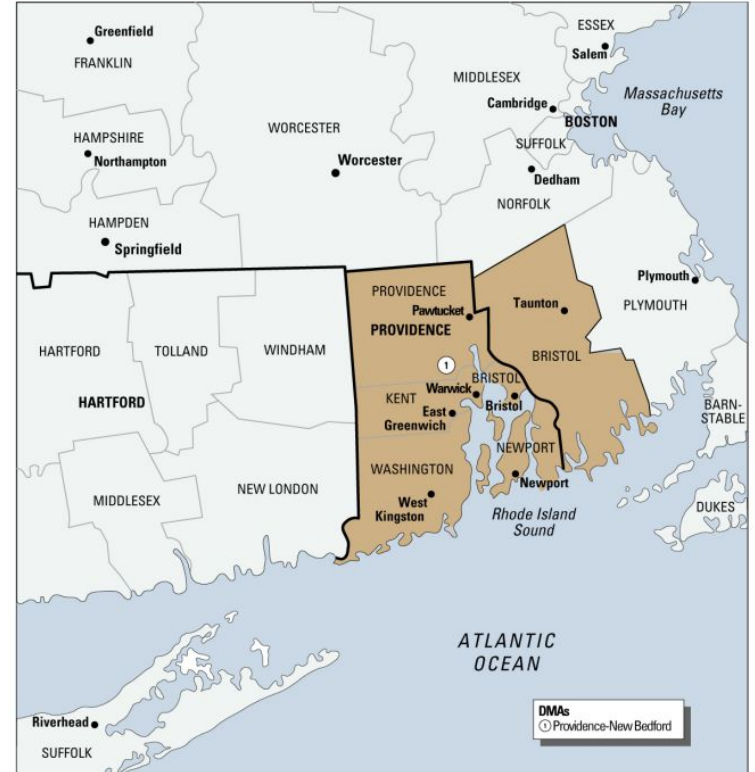 ESSEX
Greenfield
Salem
FRANKLIN
MIDDLESEX
Massachusetts
Bay
Cambridge
BOSTON
WORCESTER
HAMPSHIRE
Northampton
SUFFOLK
Worcester
Dedham
NORFOLK
HAMPDEN
Springfield
Plymouth
PROVIDENCE
Taunton
PLYMOUTH
Pawtucket
PROVIDENCE
HARTFORD
TOLLAND
WINDHAM
BRISTOL
1
BRISTOL
Warwick
KENT
Bristol
HARTFORD
East
Greenwich
BARN-
STABLE
NEWPORT
WASHINGTON
Newport
NEW LONDON
MIDDLESEX
West
Kingston
DUKES
Rhode Island
Sound
ATLANTIC
OCEAN
DMAs
1 Providence-New Bedford
Riverhead
SUFFOLK